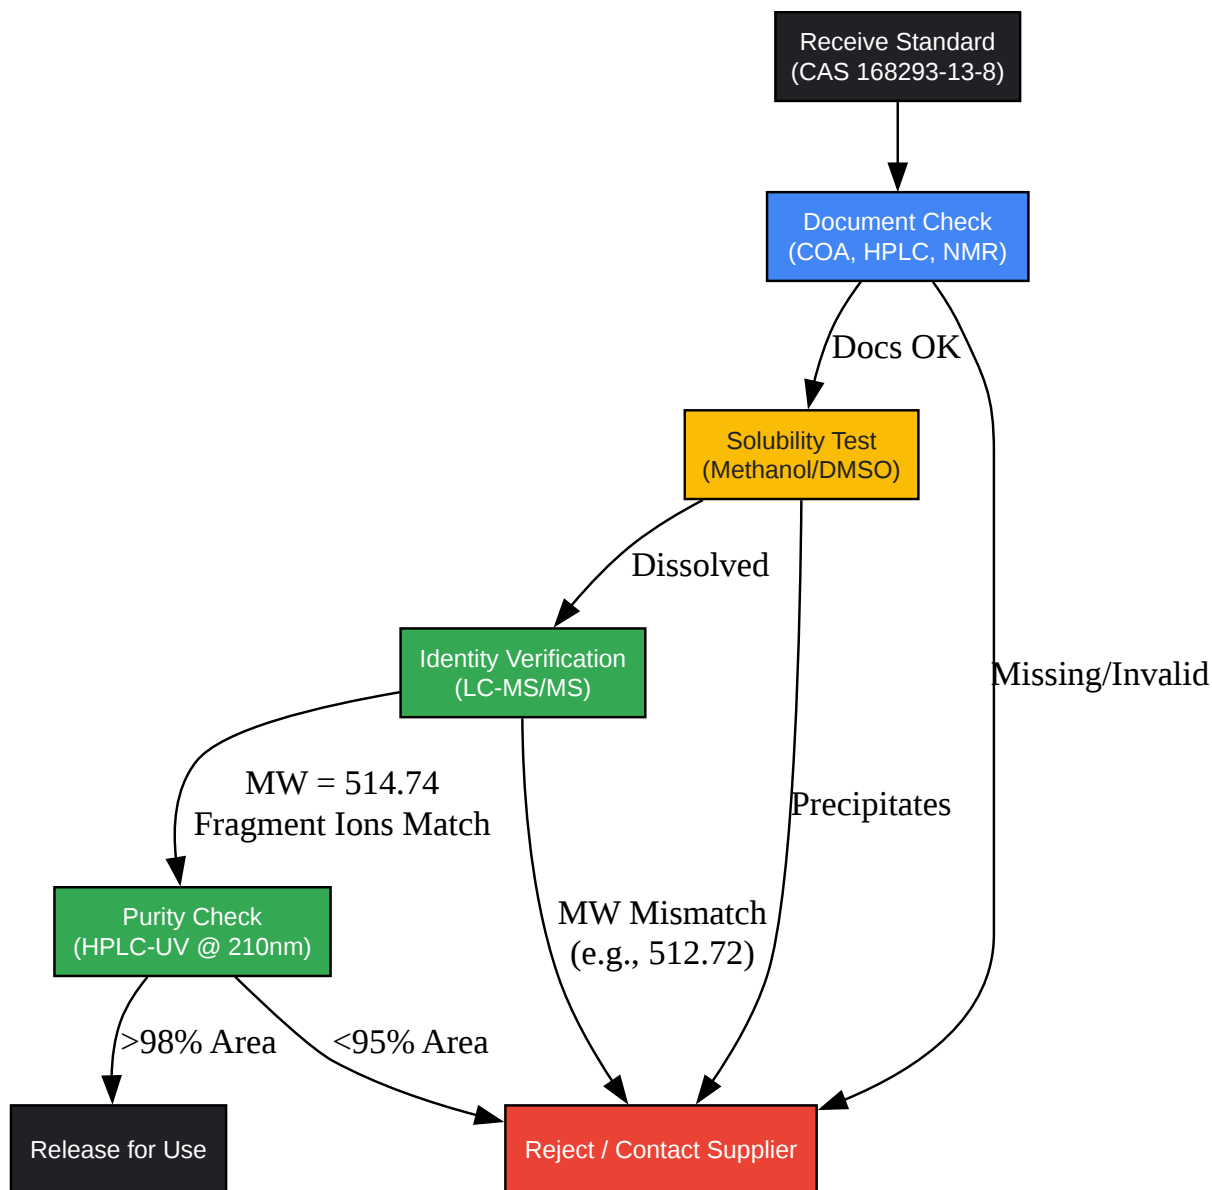 Receive Standard
(CAS 168293-13-8)
Document Check
(COA, HPLC, NMR)
Docs OK
Solubility Test
(Methanol/DMSO)
Dissolved
Identity Verification
(LC-MS/MS)
Missing/Invalid
MW = 514.74
Fragment Ions Match
Precipitates
Purity Check
(HPLC-UV @ 210nm)
MW Mismatch
(e.g., 512.72)
>98% Area
<95% Area
Release for Use
Reject / Contact Supplier